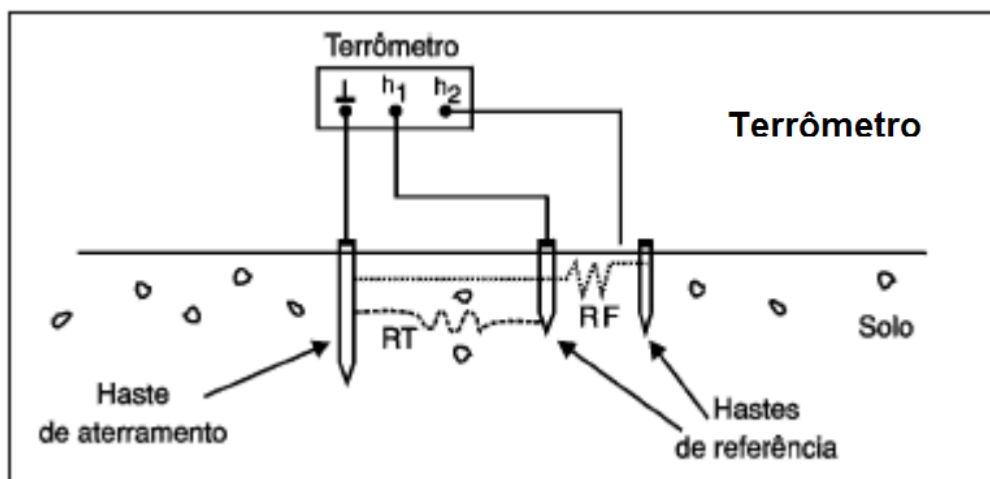 Terrômetro
h1 h2
Terrômetro
RT
RF
Solo
Haste
de aterramento
Hastes
de referência